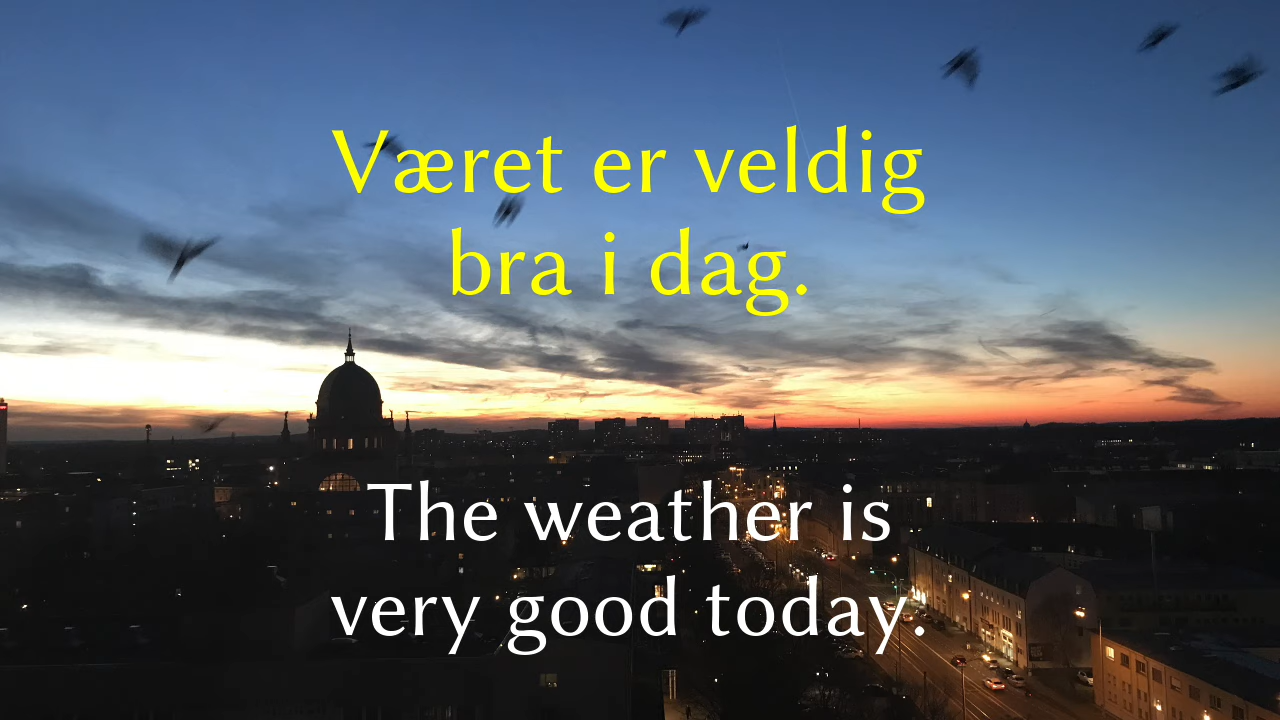 Været er veldig
bra i dag.
The weather is
very good today.